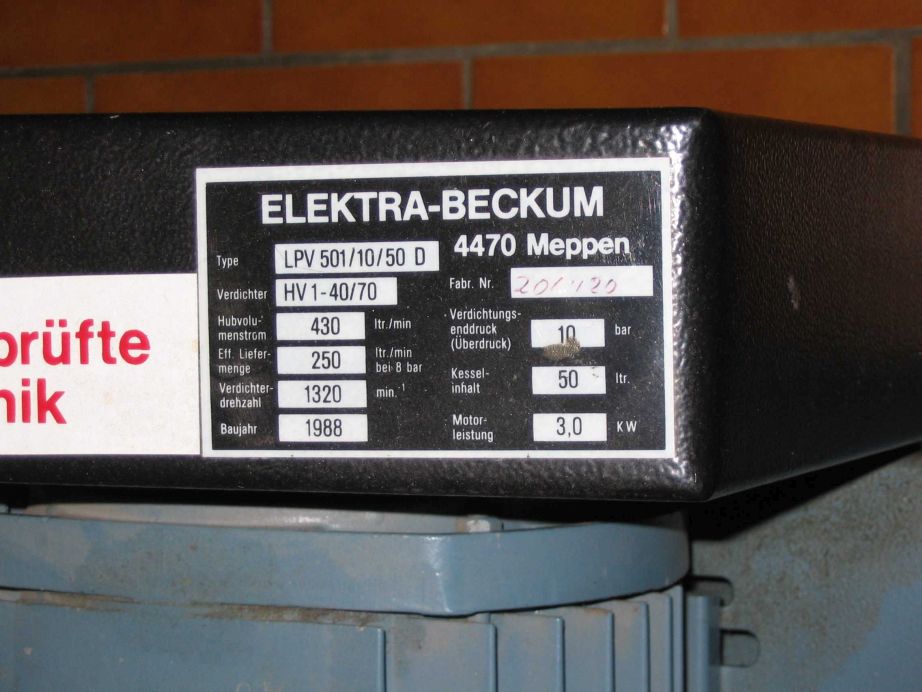 ELEKTRA-BECKUM
4470 Meppen
Type LPV 501/10/50 D
Verdichter HV 1-40/70
Fabr. Nr.
Hubvolu-
menstrom 430 ltr./min
Eff. Liefer-
menge 250 ltr./min
bei 8 bar
Verdichter-
drehzahl 1320 min.⁻¹
Baujahr 1988
Verdichtungs-
enddruck
(Überdruck) 10 bar
Kessel-
inhalt 50 ltr.
Motor-
leistung 3,0 KW
prüfte
nik